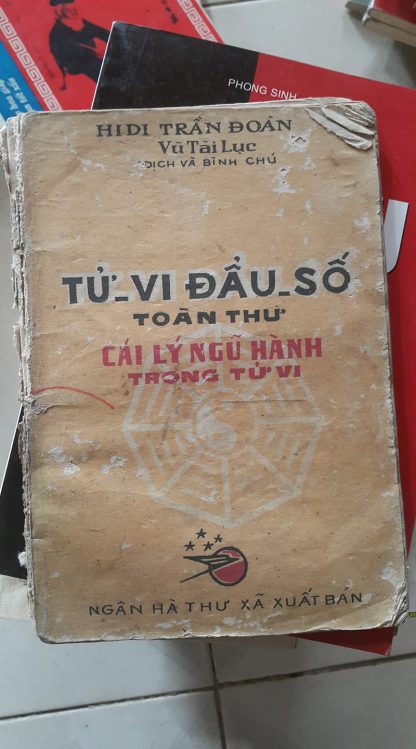 PHONG SINH
HIDI TRẦN ĐOÀN
Vũ Tài Lục
DỊCH VÀ BÌNH CHÚ
TỬ-VI ĐẨU-SỐ
TOÀN THƯ
CÁI LÝ NGŨ HÀNH
TRONG TỬ VI
NGÂN HÀ THƯ XÃ XUẤT BẢN